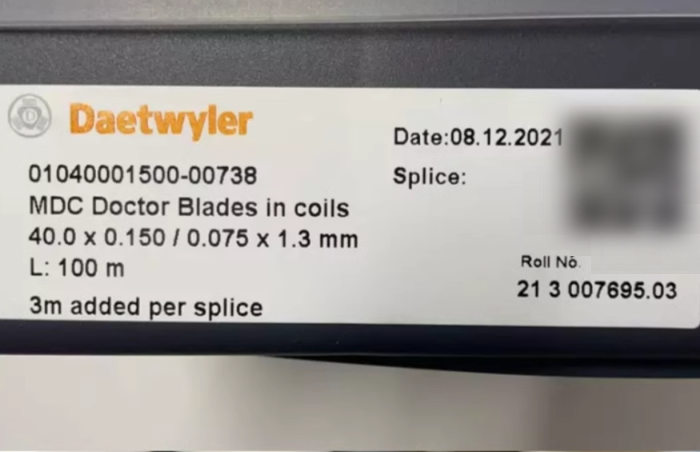 Daetwyler
01040001500-00738
MDC Doctor Blades in coils
40.0 x 0.150 / 0.075 x 1.3 mm
L: 100 m
3m added per splice
Date:08.12.2021
Splice:
Roll Nō.
21 3 007695.03